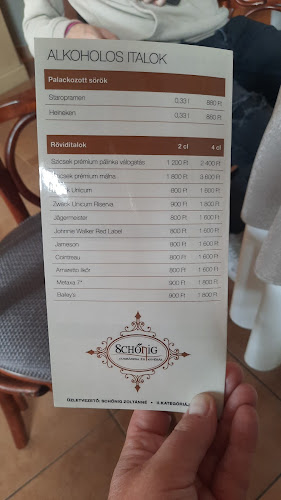 ALKOHOLOS ITALOK
Palackozott sörök
Staropramen 0,33 l 880 Ft
Heineken 0,33 l 880 Ft
Röviditalok 2 cl 4 cl
Szicsek prémium pálinka válogatás 1 200 Ft 2 400 Ft
prémium málna 1 800 Ft 3 600 Ft
Unicum 800 Ft 1 600 Ft
Zwack Unicum Riserva 900 Ft 1 800 Ft
Jägermeister 800 Ft 1 600 Ft
Johnnie Walker Red Label 800 Ft 1 600 Ft
Jameson 900 Ft 1 800 Ft
Cointreau 800 Ft 1 600 Ft
Amaretto likőr 800 Ft 1 600 Ft
Metaxa 7* 900 Ft 1 800 Ft
Bailey's 900 Ft 1 800 Ft
SCHŐNIG
ÜZLETVEZETŐ: SCHŐNIG ZOLTÁNNÉ • II. KATEGÓRIÁJ